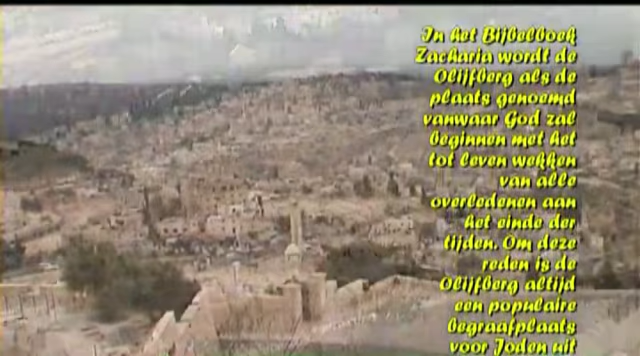 In het Bijbelboek
Zacharia wordt de
Olijfberg als de
plaats genoemd
vanwaar God zal
beginnen met het
tot leven wekken
van alle
overledenen aan
het einde der
tijden. Om deze
reden is de
Olijfberg altijd
een populaire
begraafplaats
voor Joden uit